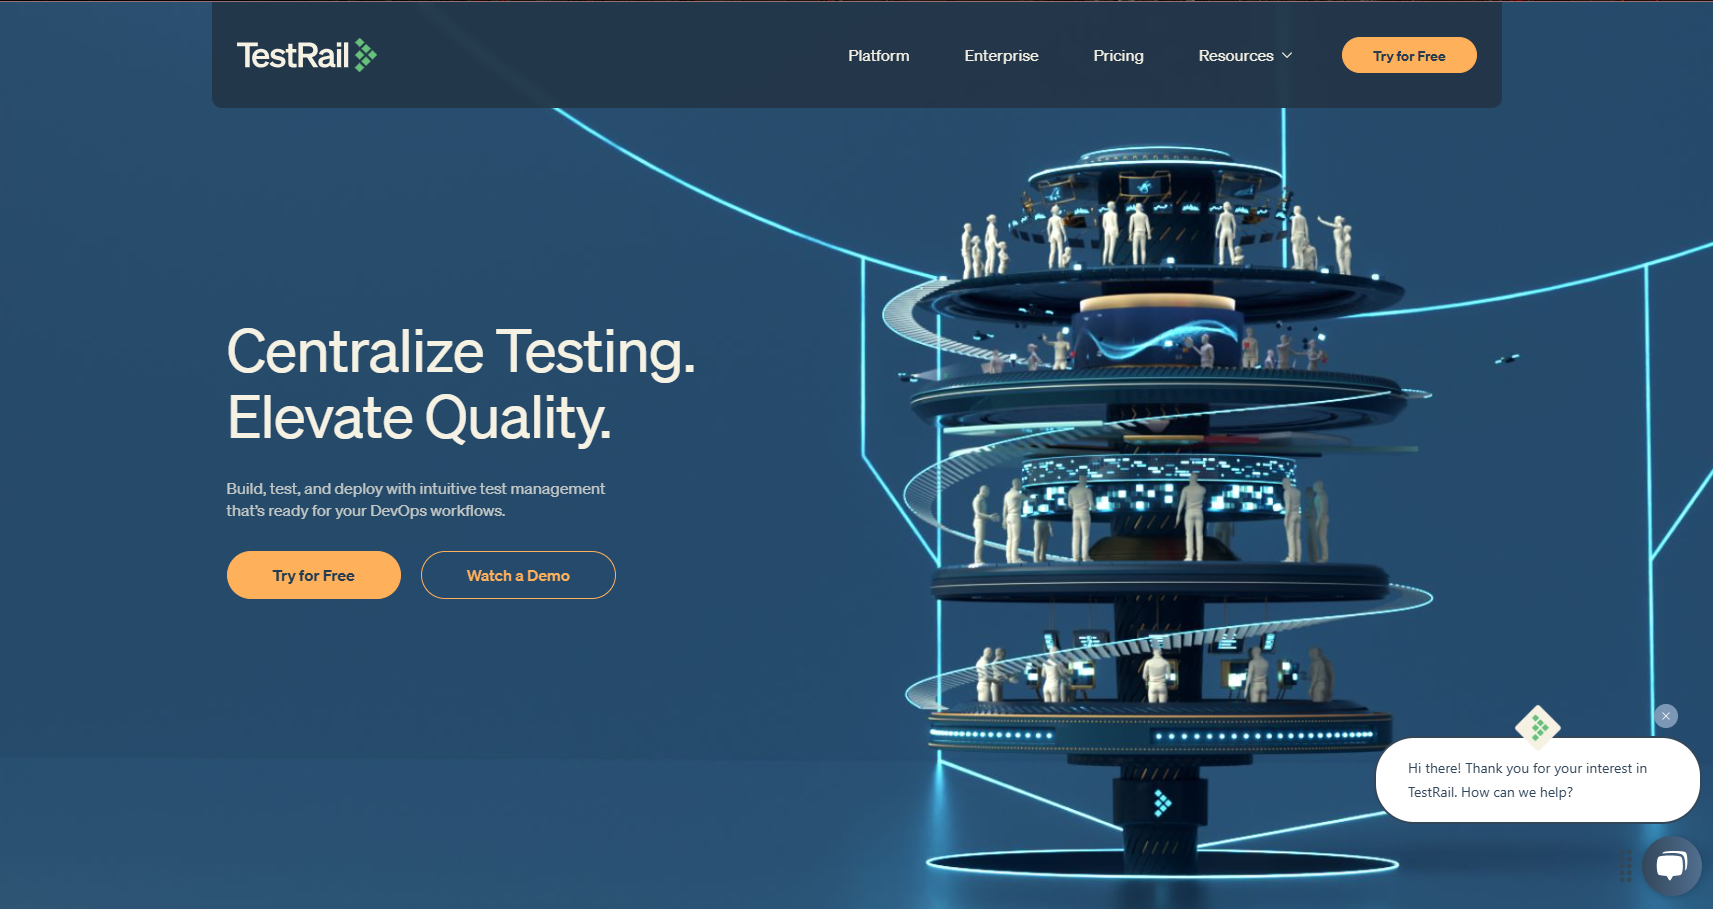 TestRail
Platform
Enterprise
Pricing
Resources
Try for Free
Centralize Testing.
Elevate Quality.
Build, test, and deploy with intuitive test management
that's ready for your DevOps workflows.
Try for Free
Watch a Demo
Hi there! Thank you for your interest in
TestRail. How can we help?